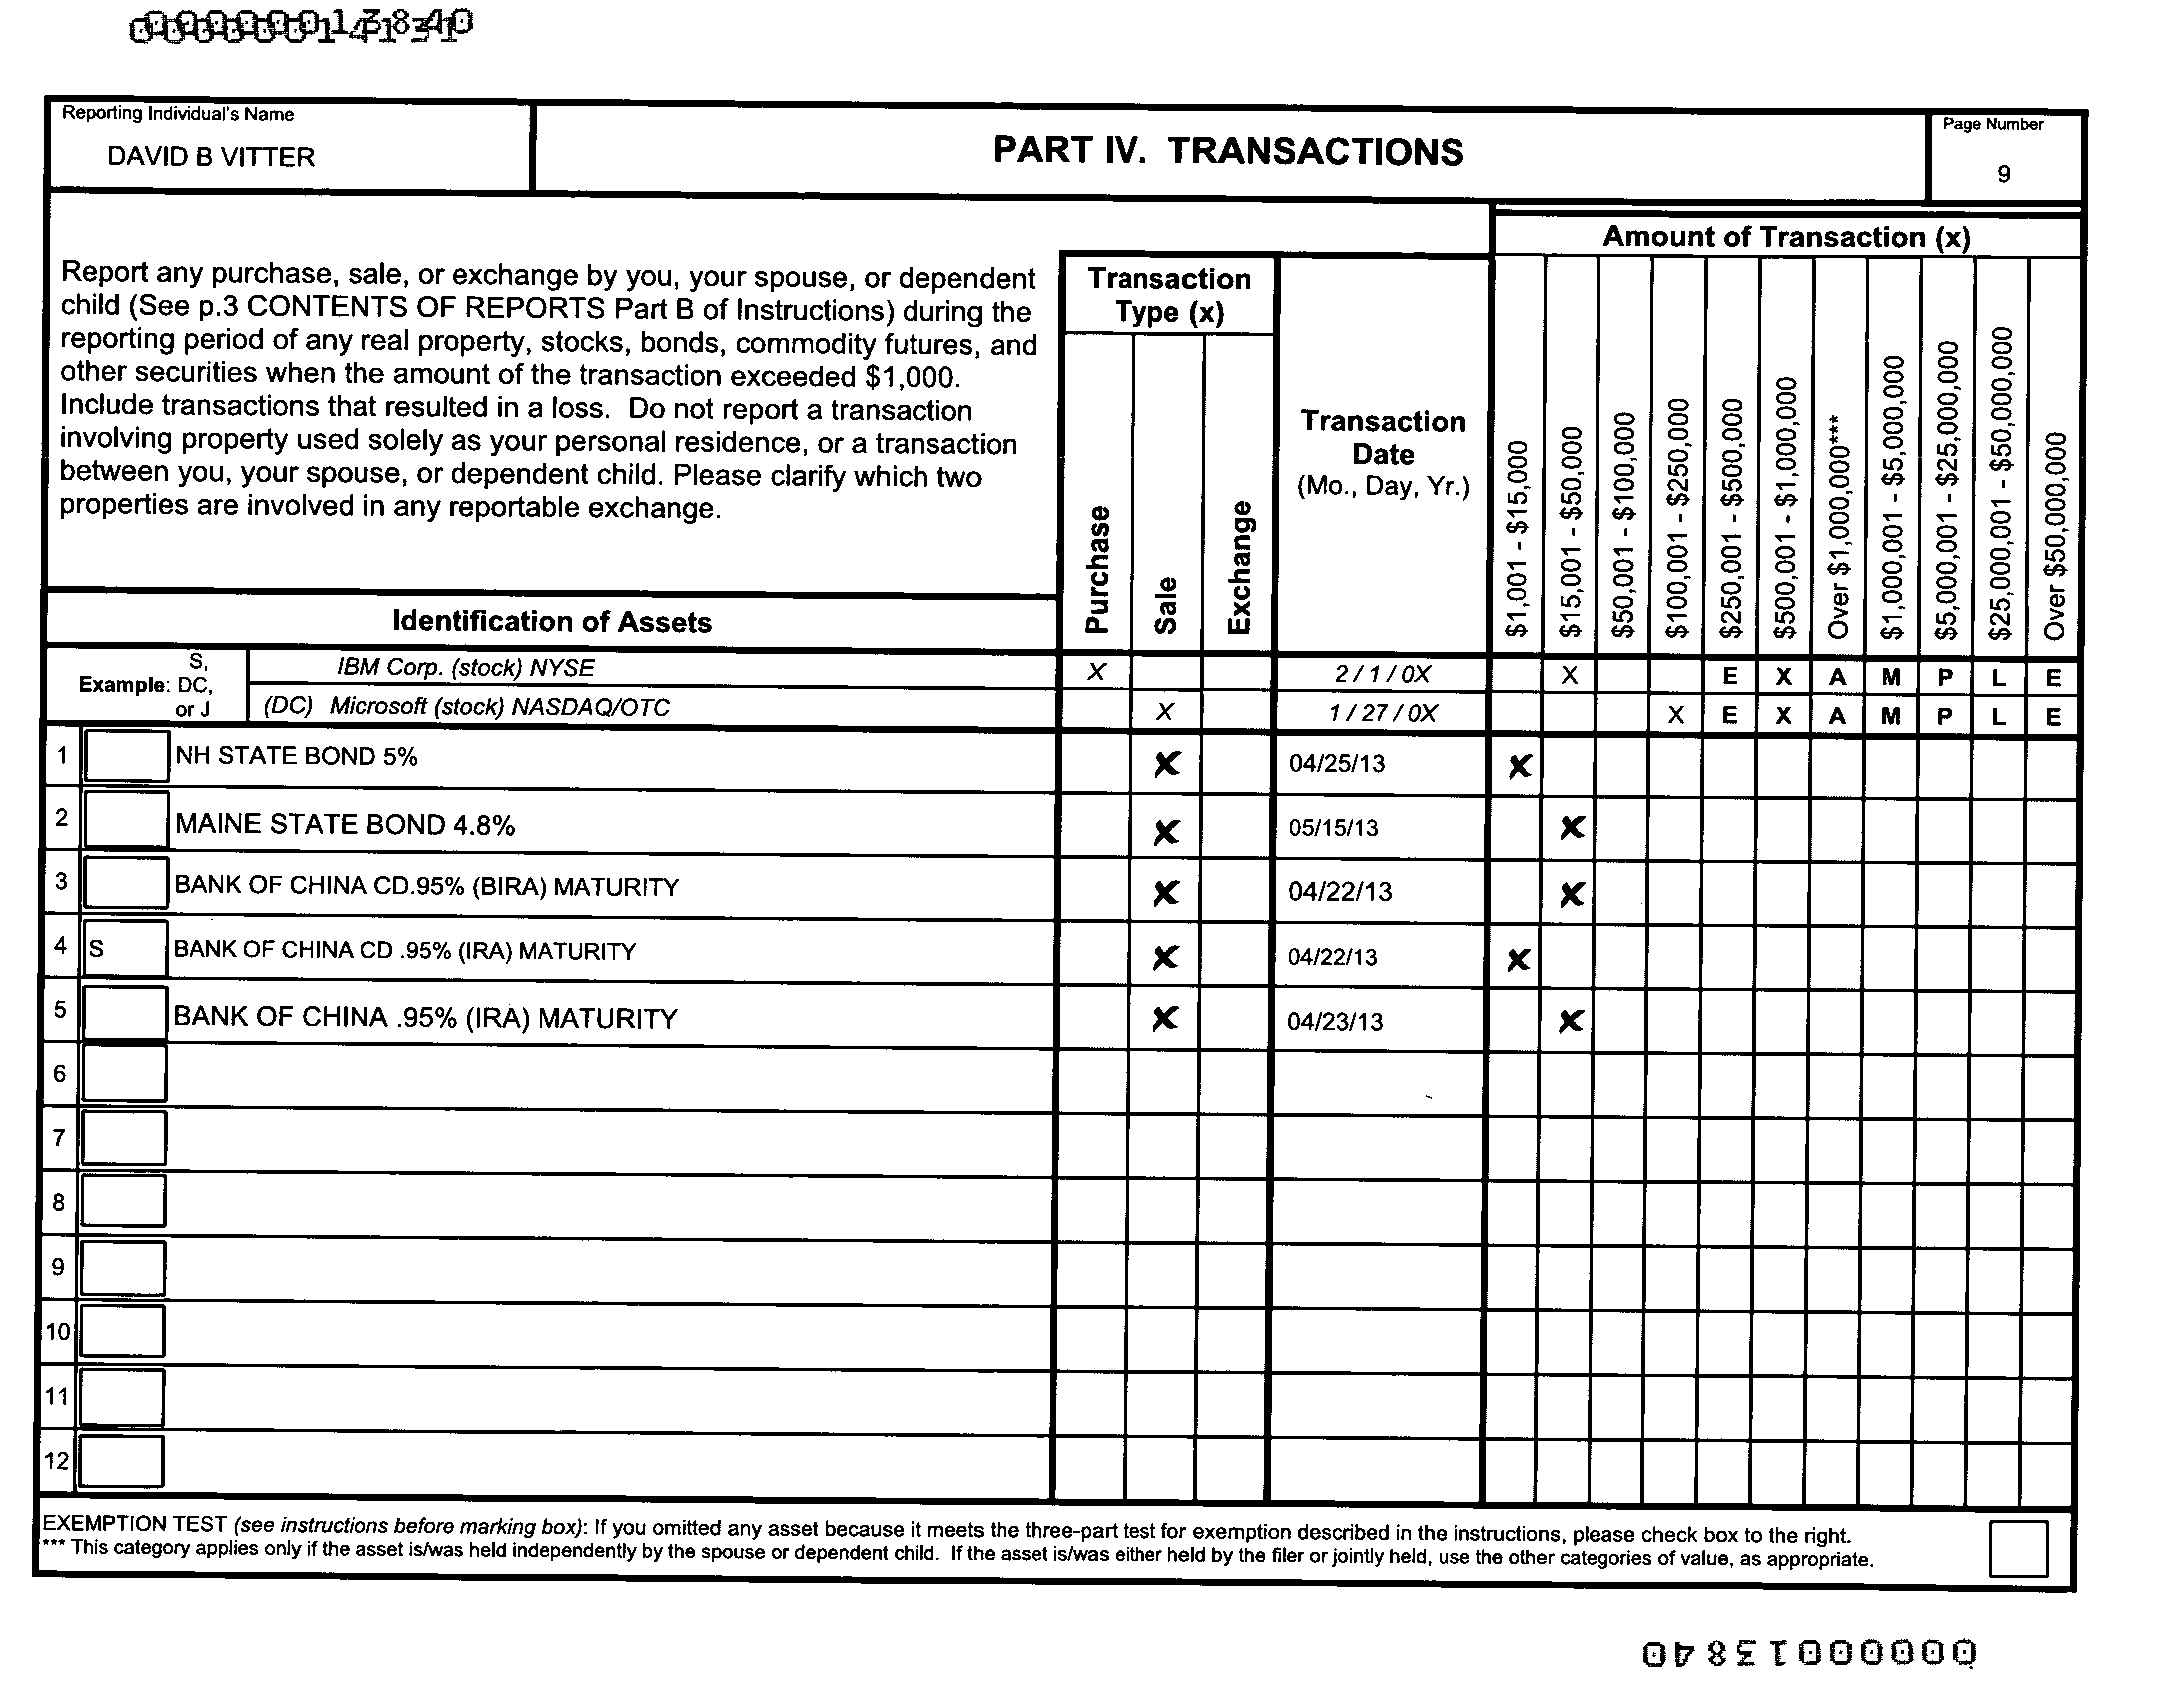 Reporting Individual's Name
DAVID B VITTER
PART IV. TRANSACTIONS
Page Number
9
Report any purchase, sale, or exchange by you, your spouse, or dependent
child (See p.3 CONTENTS OF REPORTS Part B of Instructions) during the
reporting period of any real property, stocks, bonds, commodity futures, and
other securities when the amount of the transaction exceeded $1,000.
Include transactions that resulted in a loss. Do not report a transaction
involving property used solely as your personal residence, or a transaction
between you, your spouse, or dependent child. Please clarify which two
properties are involved in any reportable exchange.
Transaction
Type (x)
Purchase
Sale
Exchange
Transaction
Date
(Mo., Day, Yr.)
Amount of Transaction (x)
$1,001 - $15,000
$15,001 - $50,000
$50,001 - $100,000
$100,001 - $250,000
$250,001 - $500,000
$500,001 - $1,000,000
Over $1,000,000***
$1,000,001 - $5,000,000
$5,000,001 - $25,000,000
$25,000,001 - $50,000,000
Over $50,000,000
Identification of Assets
Example: S, DC, or J
IBM Corp. (stock) NYSE X 2 / 1 / 0X X E X A M P L E
(DC) Microsoft (stock) NASDAQ/OTC X 1 / 27 / 0X X E X A M P L E
1 NH STATE BOND 5% X 04/25/13 X
2 MAINE STATE BOND 4.8% X 05/15/13 X
3 BANK OF CHINA CD.95% (BIRA) MATURITY X 04/22/13 X
4 S BANK OF CHINA CD .95% (IRA) MATURITY X 04/22/13 X
5 BANK OF CHINA .95% (IRA) MATURITY X 04/23/13 X
6
7
8
9
10
11
12
EXEMPTION TEST (see instructions before marking box): If you omitted any asset because it meets the three-part test for exemption described in the instructions, please check box to the right.
*** This category applies only if the asset is/was held independently by the spouse or dependent child. If the asset is/was either held by the filer or jointly held, use the other categories of value, as appropriate.
00000013840